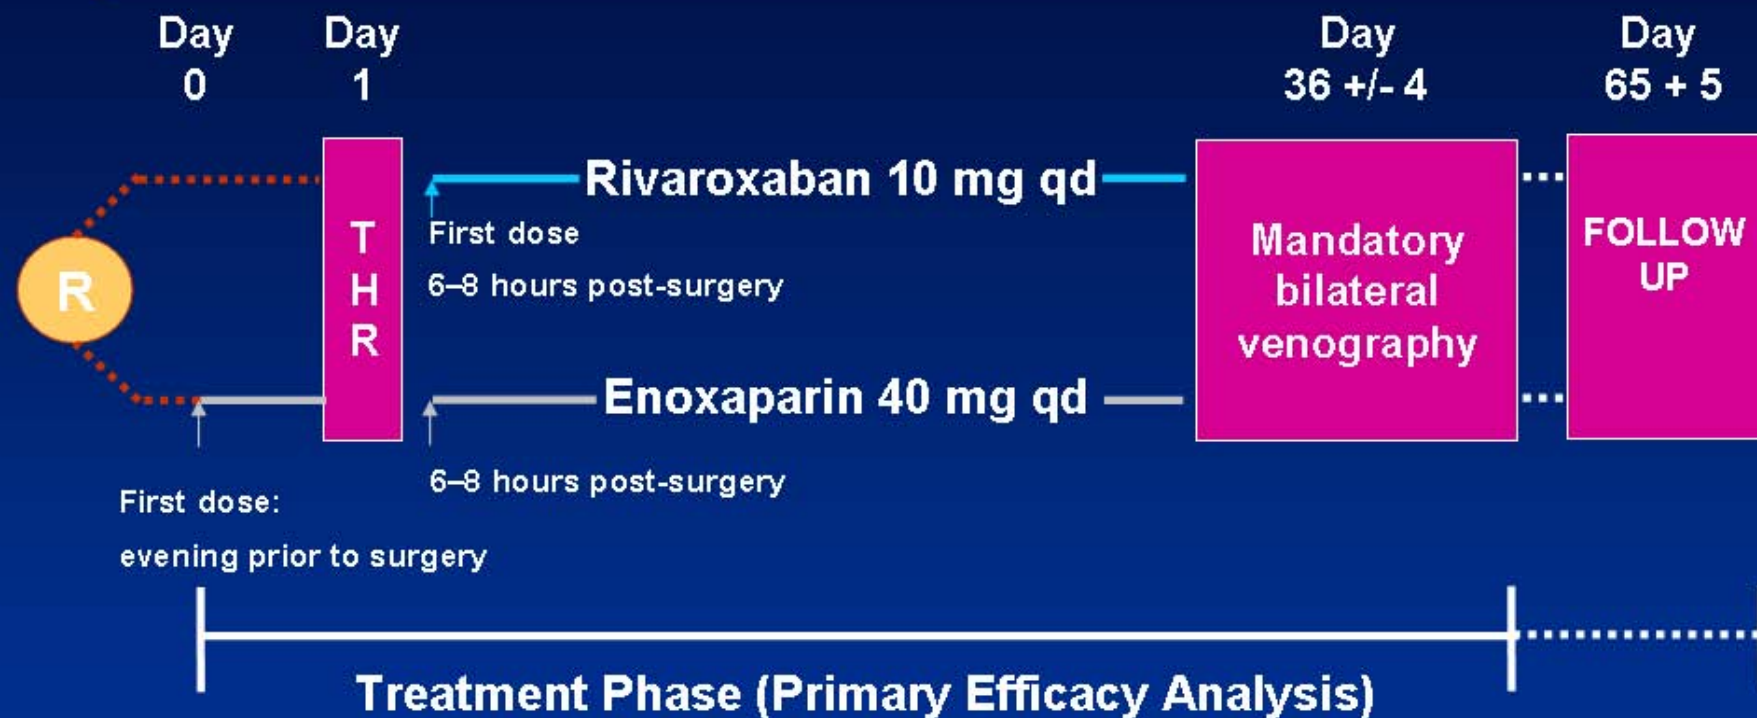 Day
0
Day
1
Day
36 +/- 4
Day
65 + 5
R
T
H
R
Rivaroxaban 10 mg qd
First dose
6–8 hours post-surgery
Mandatory
bilateral
venography
FOLLOW
UP
Enoxaparin 40 mg qd
6–8 hours post-surgery
First dose:
evening prior to surgery
Treatment Phase (Primary Efficacy Analysis)